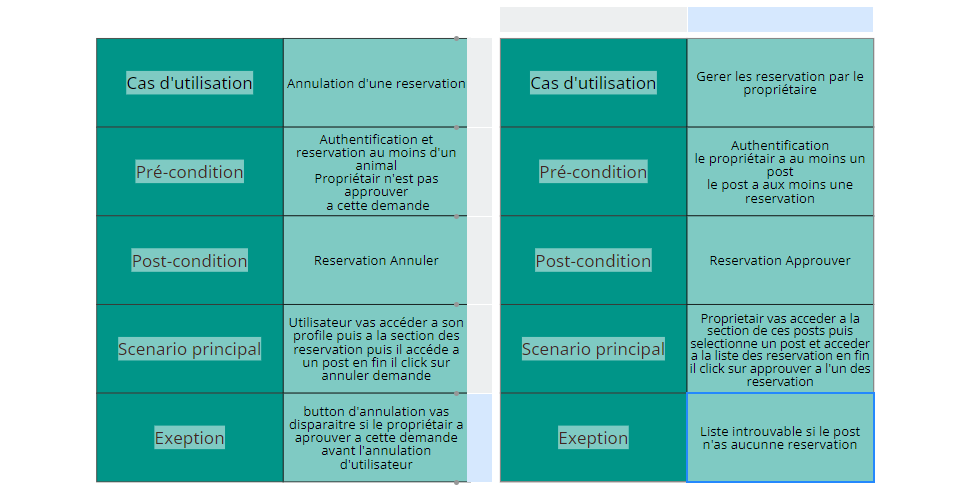 Cas d'utilisation
Annulation d'une reservation
Pré-condition
Authentification et
reservation au moins d'un
animal
Propriétair n'est pas
approuver
a cette demande
Post-condition
Reservation Annuler
Scenario principal
Utilisateur vas accéder a son
profile puis a la section des
reservation puis il accéde a
un post en fin il click sur
annuler demande
Exeption
button d'annulation vas
disparaitre si le propriétair a
aprouver a cette demande
avant l'annulation
d'utilisateur
Cas d'utilisation
Gerer les reservation par le
propriétaire
Pré-condition
Authentification
le propriétair a au moins un
post
le post a aux moins une
reservation
Post-condition
Reservation Approuver
Scenario principal
Proprietair vas acceder a la
section de ces posts puis
selectionne un post et acceder
a la liste des reservation en fin
il click sur approuver a l'un des
reservation
Exeption
Liste introuvable si le post
n'as aucunne reservation